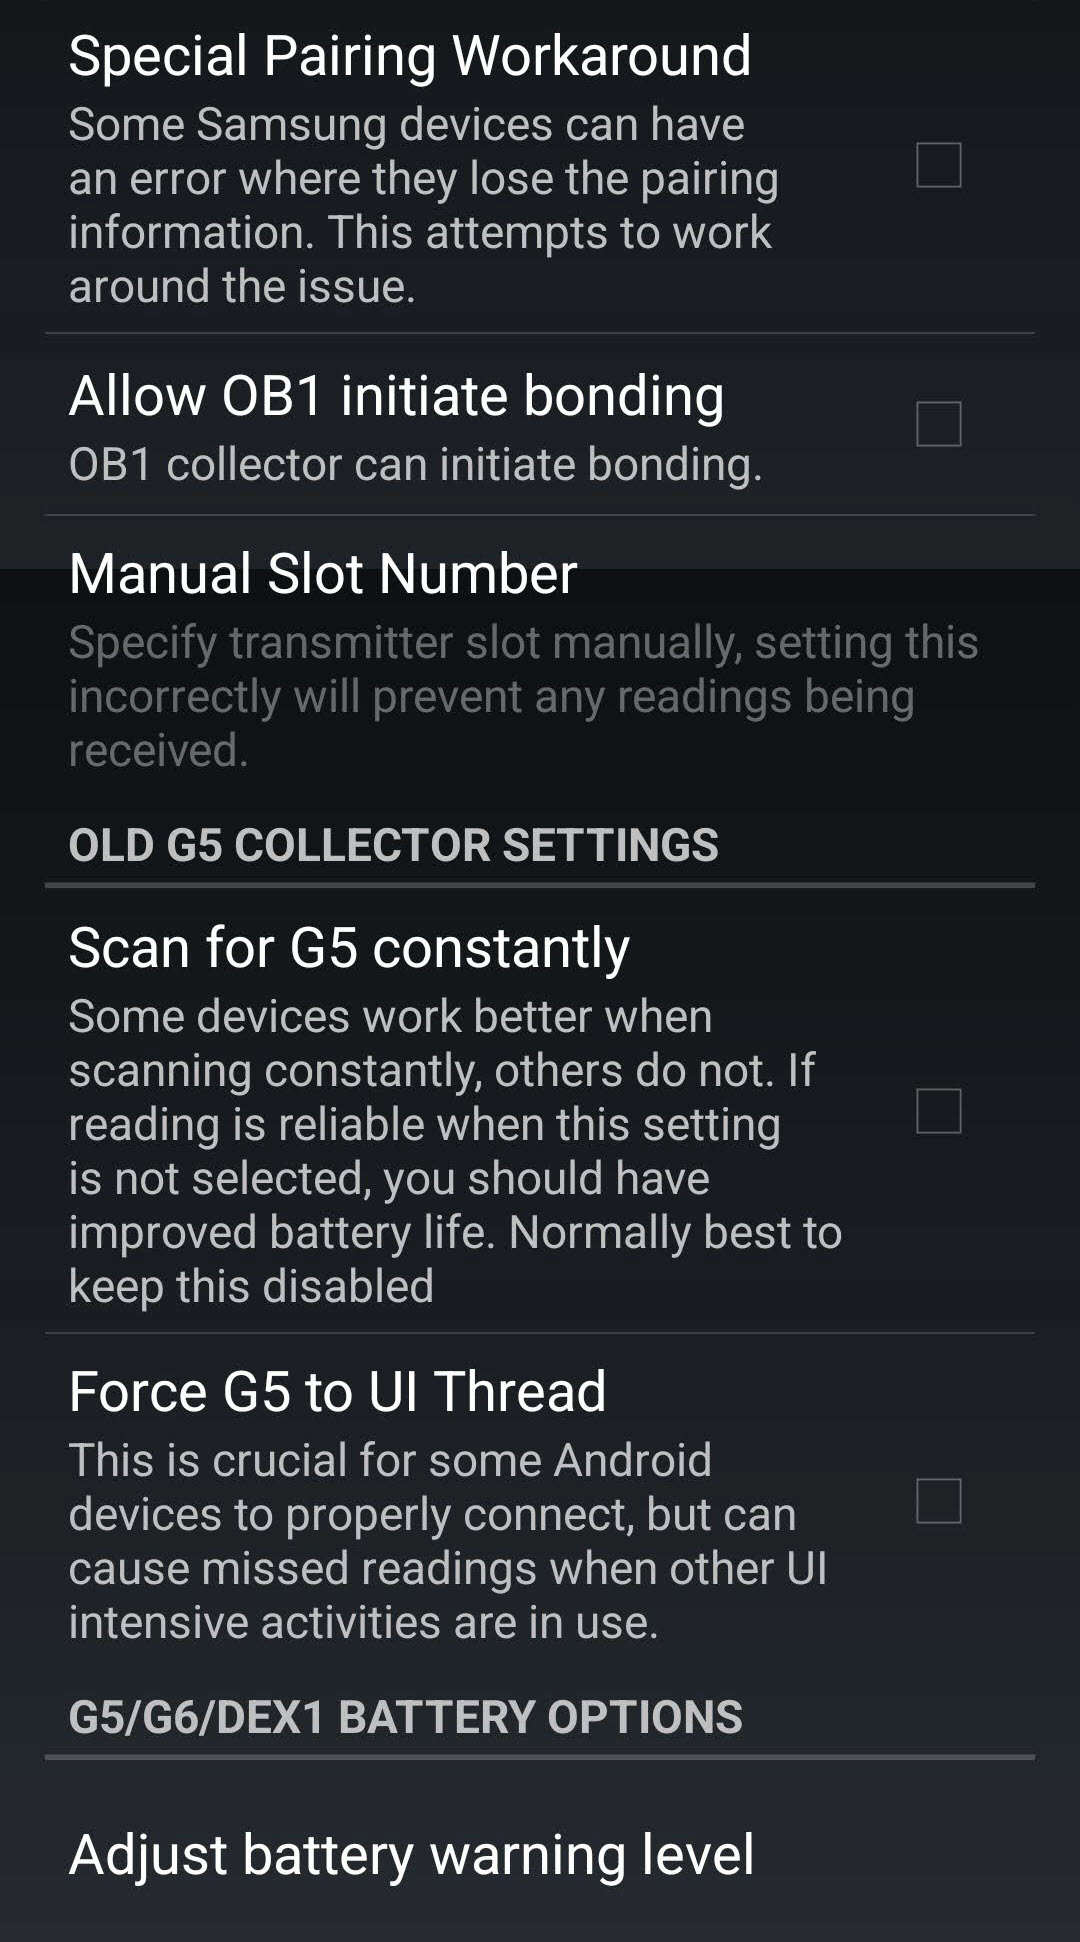 Special Pairing Workaround
Some Samsung devices can have
an error where they lose the pairing
information. This attempts to work
around the issue.
Allow OB1 initiate bonding
OB1 collector can initiate bonding.
Manual Slot Number
Specify transmitter slot manually, setting this
incorrectly will prevent any readings being
received.
OLD G5 COLLECTOR SETTINGS
Scan for G5 constantly
Some devices work better when
scanning constantly, others do not. If
reading is reliable when this setting
is not selected, you should have
improved battery life. Normally best to
keep this disabled
Force G5 to UI Thread
This is crucial for some Android
devices to properly connect, but can
cause missed readings when other UI
intensive activities are in use.
G5/G6/DEX1 BATTERY OPTIONS
Adjust battery warning level